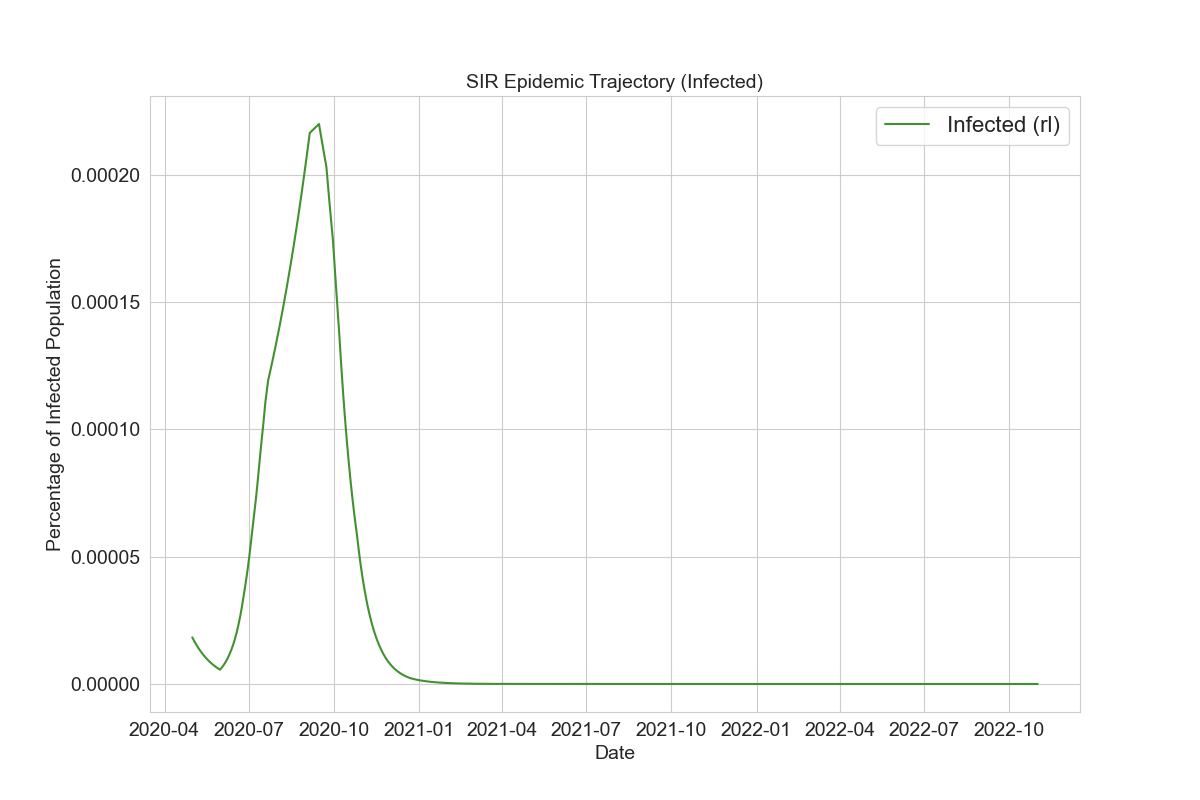 SIR Epidemic Trajectory (Infected)
Infected (rl)
Percentage of Infected Population
0.00020
0.00015
0.00010
0.00005
0.00000
2020-04 2020-07 2020-10 2021-01 2021-04 2021-07 2021-10 2022-01 2022-04 2022-07 2022-10
Date